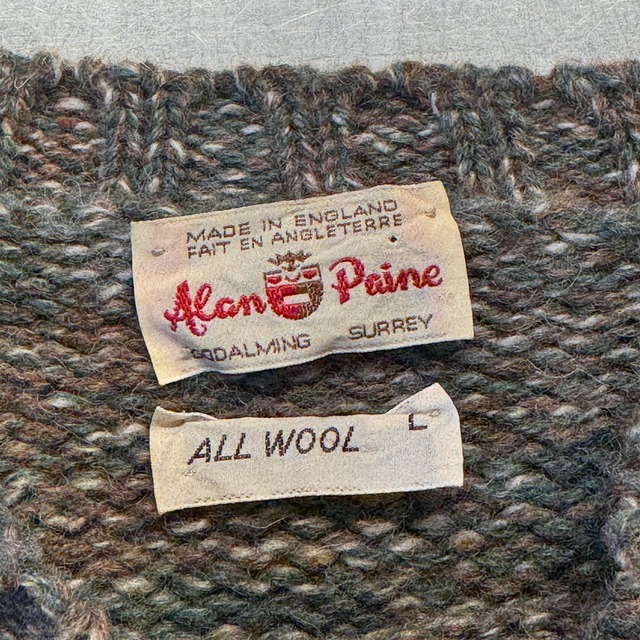 MADE IN ENGLAND
FAIT EN ANGLETERRE
Alan Paine
GODALMING SURREY
ALL WOOL L